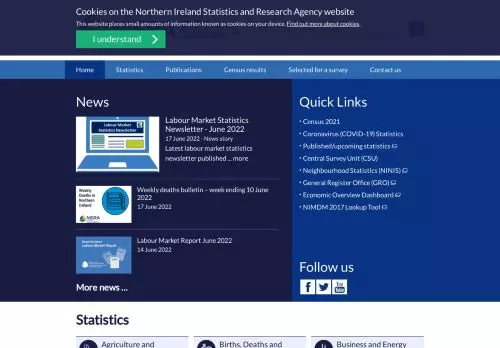 Cookies on the Northern Ireland Statistics and Research Agency website
This website places small amounts of information known as cookies on your device. Find out more about cookies.
I understand
Home Statistics Publications Census results Selected for a survey Contact us
News
Labour Market Statistics Newsletter
Labour Market Statistics
Newsletter - June 2022
17 June 2022 - News story
Latest labour market statistics
newsletter published ... more
Weekly
Deaths in
Northern
Ireland
NISRA
Weekly deaths bulletin – week ending 10 June
2022
17 June 2022
Labour Market Report
Labour Market Report June 2022
14 June 2022
More news ...
Quick Links
Census 2021
Coronavirus (COVID-19) Statistics
Published/upcoming statistics
Central Survey Unit (CSU)
Neighbourhood Statistics (NINIS)
General Register Office (GRO)
Economic Overview Dashboard
NIMDM 2017 Lookup Tool
Follow us
You Tube
Statistics
Agriculture and
Births, Deaths and
Business and Energy